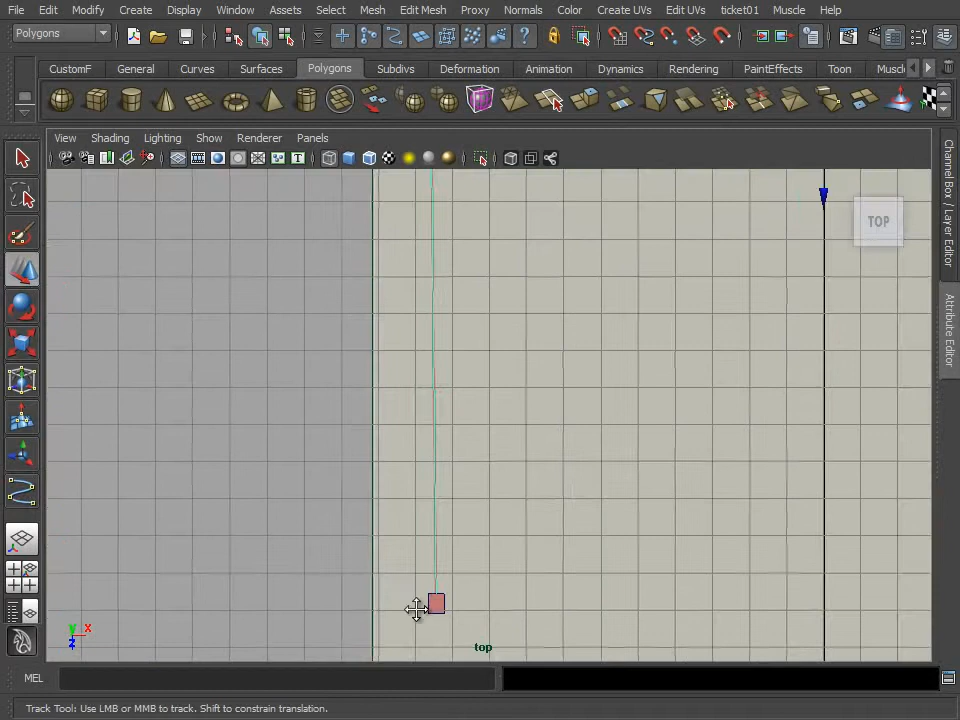 File Edit Modify Create Display Window Assets Select Mesh Edit Mesh Proxy Normals Color Create UVs Edit UVs ticket01 Muscle Help
Polygons
CustomF General Curves Surfaces Polygons Subdivs Deformation Animation Dynamics Rendering PaintEffects Toon Muscl
View Shading Lighting Show Renderer Panels
T
TOP
Channel Box / Layer Editor
Attribute Editor
y x
z
top
MEL
Track Tool: Use LMB or MMB to track. Shift to constrain translation.